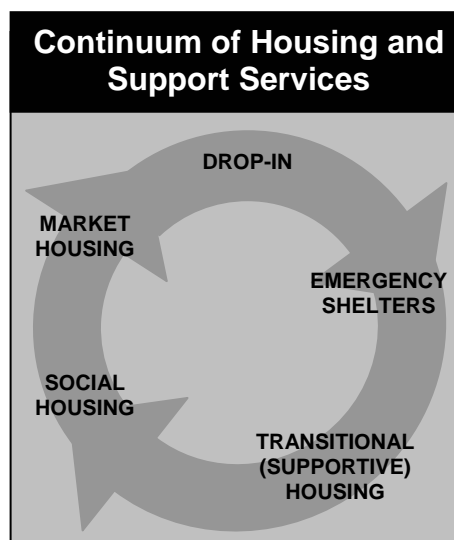 Continuum of Housing and
Support Services
DROP-IN
MARKET
HOUSING
EMERGENCY
SHELTERS
SOCIAL
HOUSING
TRANSITIONAL
(SUPPORTIVE)
HOUSING